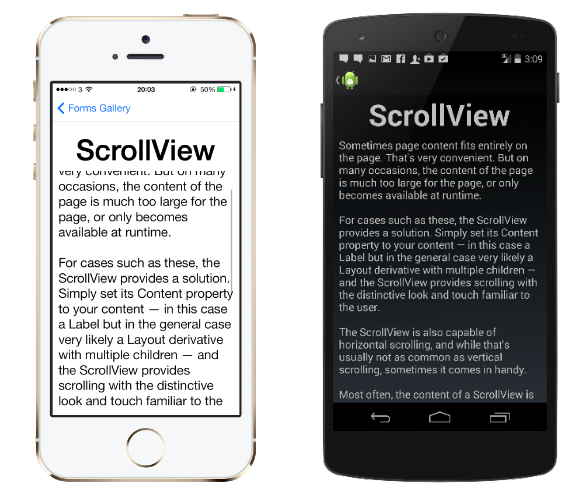 ●●●○○ 3
20:03
50%
Forms Gallery
ScrollView
very convenient. But on many
occasions, the content of the
page is much too large for the
page, or only becomes
available at runtime.
For cases such as these, the
ScrollView provides a solution.
Simply set its Content property
to your content — in this case
a Label but in the general case
very likely a Layout derivative
with multiple children — and
the ScrollView provides
scrolling with the distinctive
look and touch familiar to the
3:09
ScrollView
Sometimes page content fits entirely on
the page. That's very convenient. But on
many occasions, the content of the page
is much too large for the page, or only
becomes available at runtime.
For cases such as these, the ScrollView
provides a solution. Simply set its Content
property to your content — in this case a
Label but in the general case very likely a
Layout derivative with multiple children —
and the ScrollView provides scrolling with
the distinctive look and touch familiar to
the user.
The ScrollView is also capable of
horizontal scrolling, and while that's
usually not as common as vertical
scrolling, sometimes it comes in handy.
Most often, the content of a ScrollView is